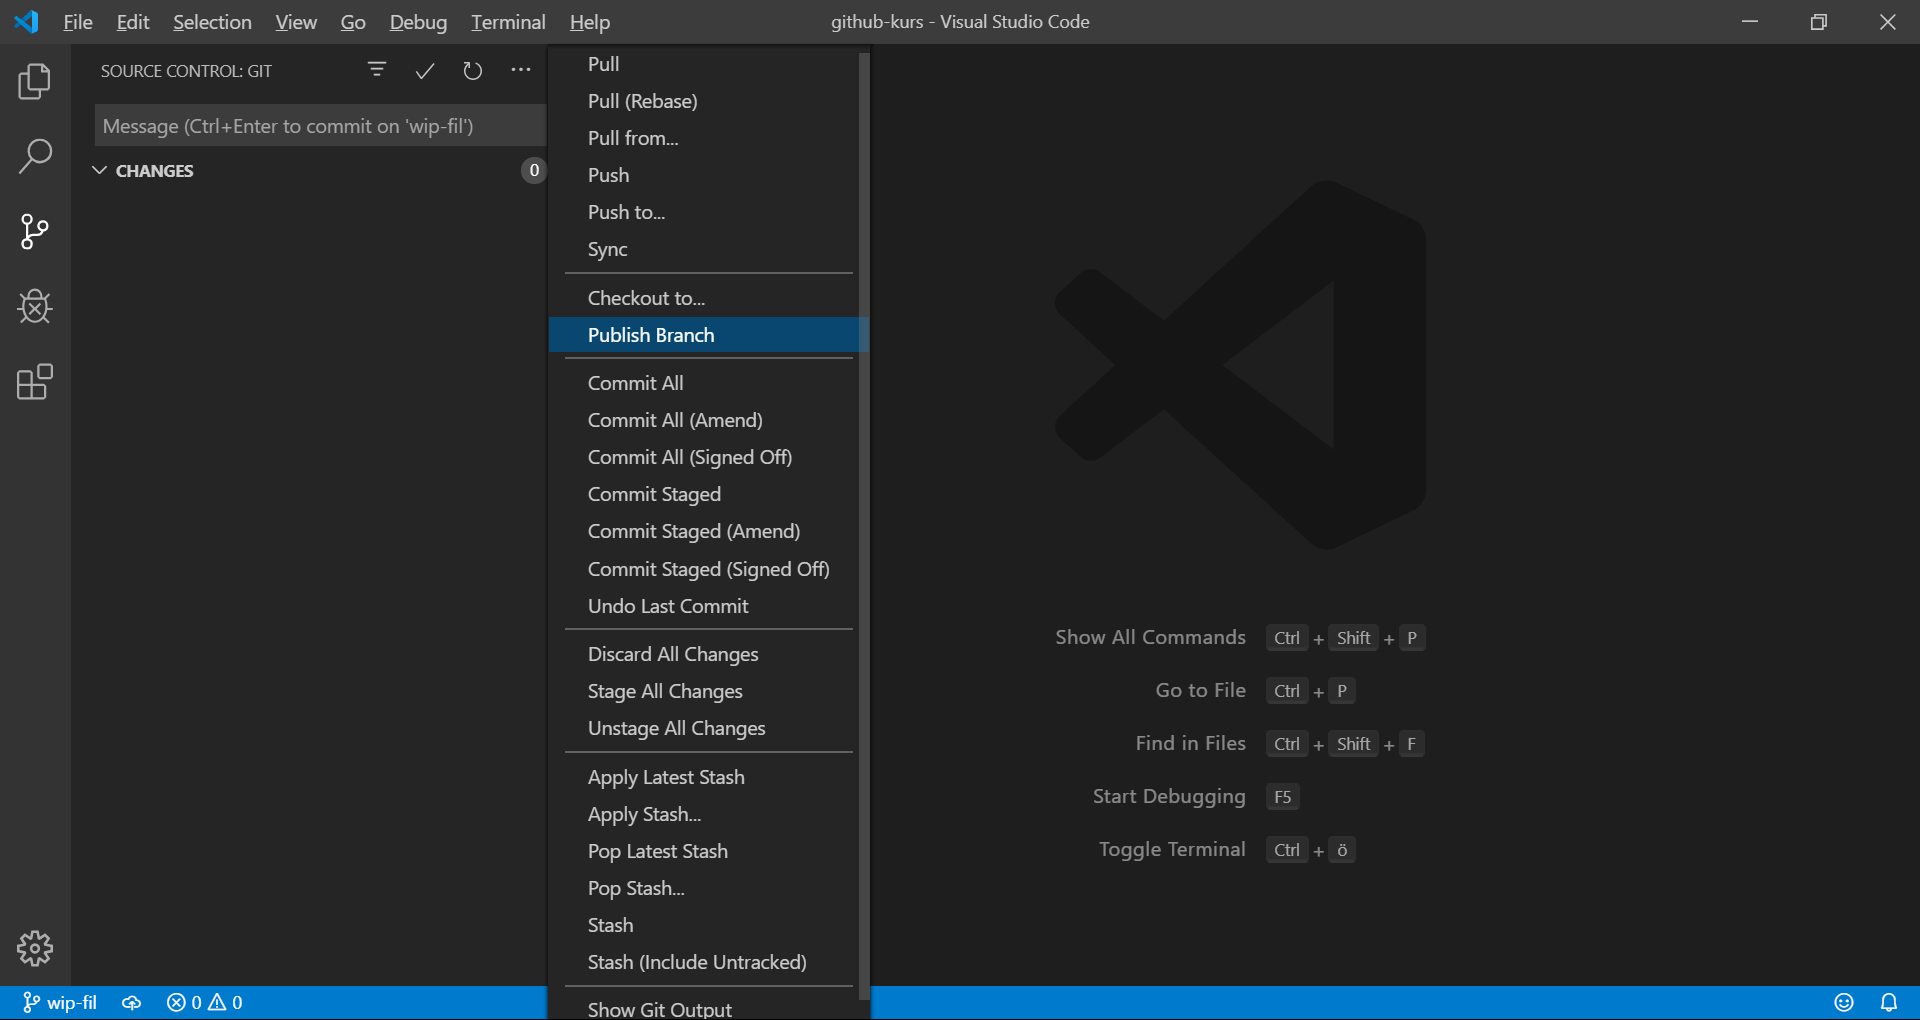 File Edit Selection View Go Debug Terminal Help
github-kurs - Visual Studio Code
SOURCE CONTROL: GIT
Message (Ctrl+Enter to commit on 'wip-fil')
CHANGES 0
Pull
Pull (Rebase)
Pull from...
Push
Push to...
Sync
Checkout to...
Publish Branch
Commit All
Commit All (Amend)
Commit All (Signed Off)
Commit Staged
Commit Staged (Amend)
Commit Staged (Signed Off)
Undo Last Commit
Discard All Changes
Stage All Changes
Unstage All Changes
Apply Latest Stash
Apply Stash...
Pop Latest Stash
Pop Stash...
Stash
Stash (Include Untracked)
Show Git Output
Show All Commands Ctrl + Shift + P
Go to File Ctrl + P
Find in Files Ctrl + Shift + F
Start Debugging F5
Toggle Terminal Ctrl + ö
wip-fil 0 0